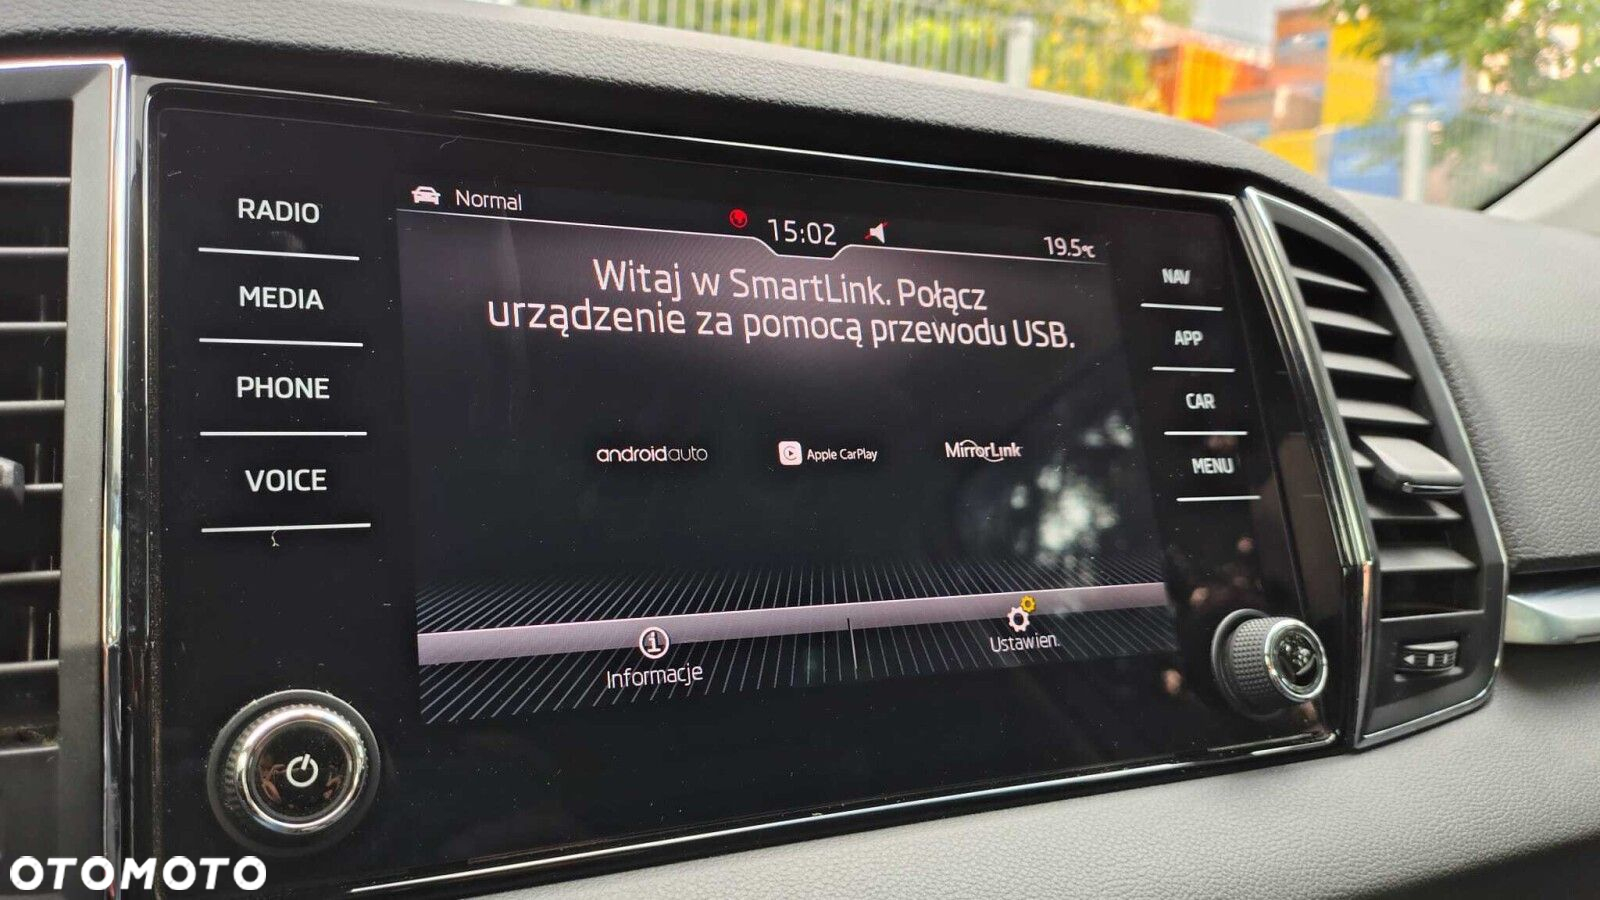 Normal
15:02
19.5°C
RADIO
MEDIA
PHONE
VOICE
Witaj w SmartLink. Połącz
urządzenie za pomocą przewodu USB.
androidauto
Apple CarPlay
MirrorLink
NAV
APP
CAR
MENU
Informacje
Ustawien.
OTOMOTO